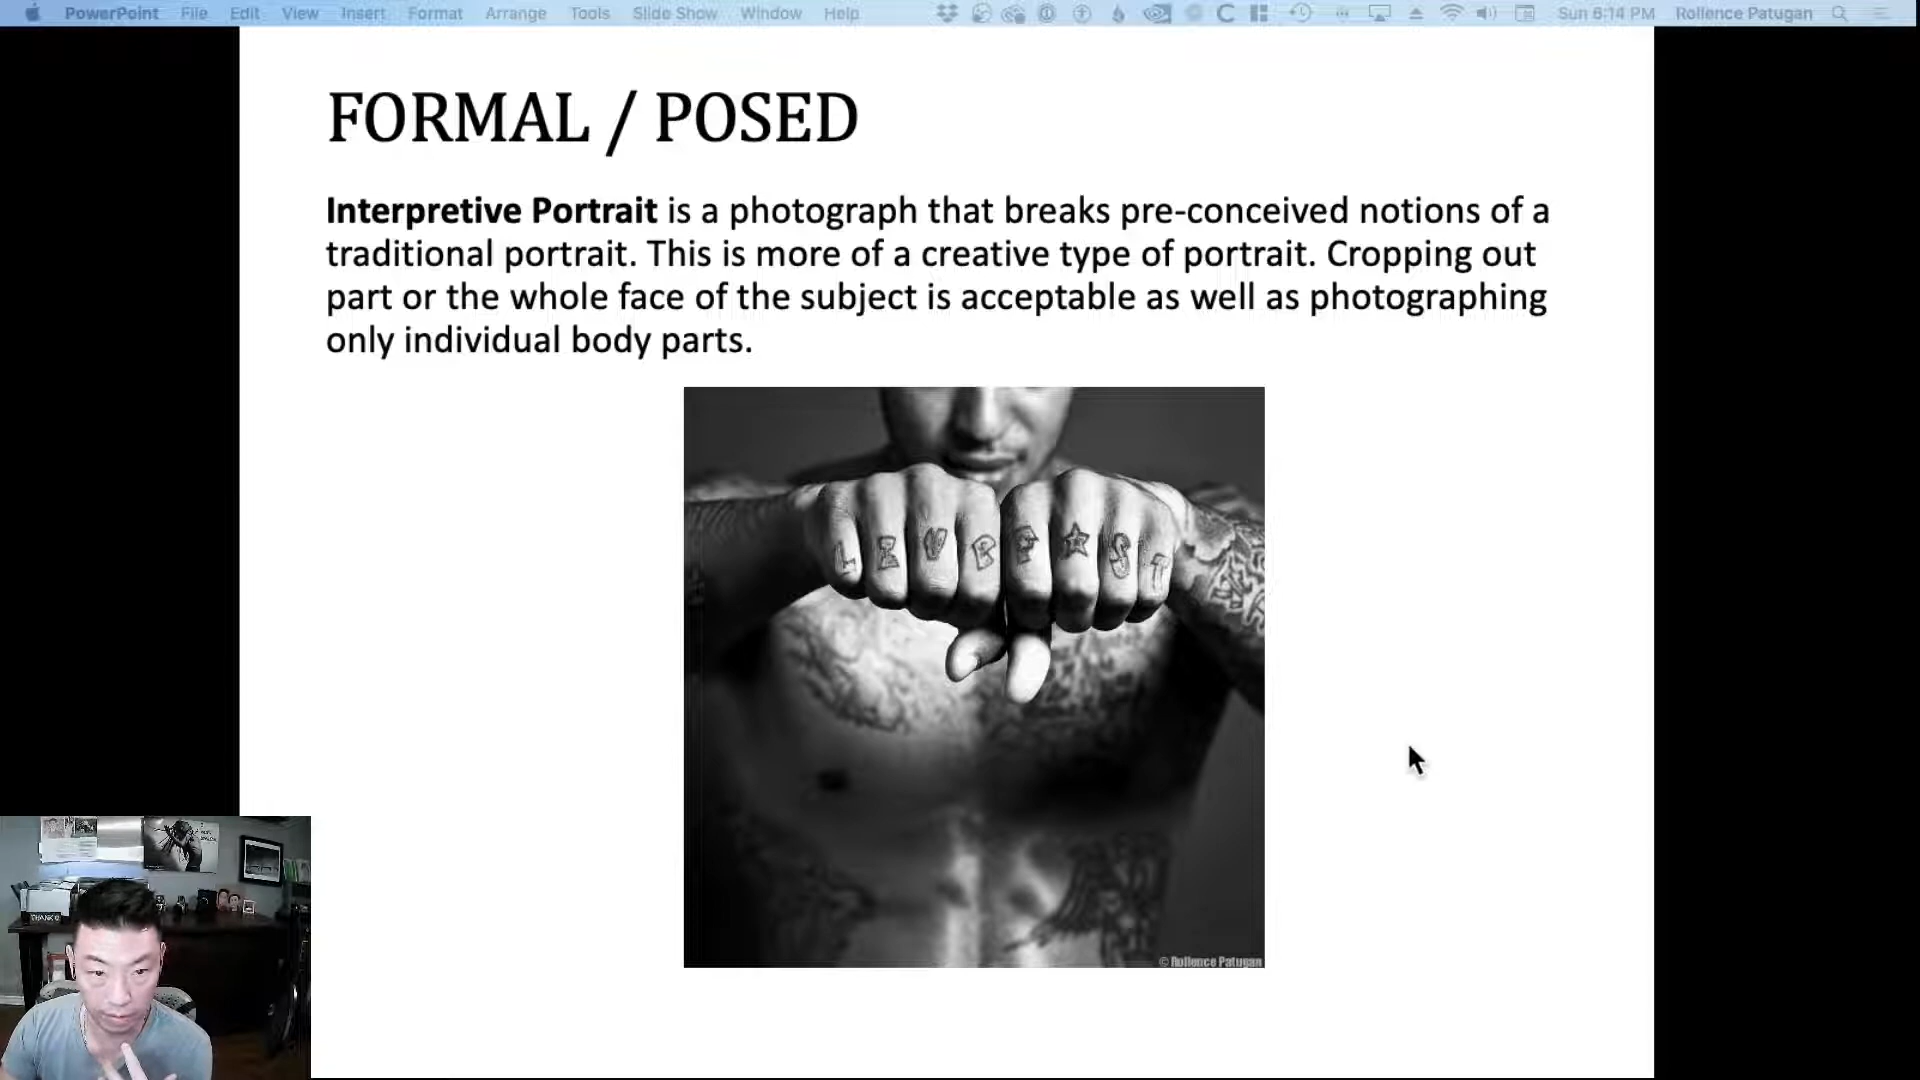 PowerPoint File Edit View Insert Format Arrange Tools Slide Show Window Help Sun 6:14 PM Rollence Patugan
FORMAL / POSED
Interpretive Portrait is a photograph that breaks pre-conceived notions of a
traditional portrait. This is more of a creative type of portrait. Cropping out
part or the whole face of the subject is acceptable as well as photographing
only individual body parts.
LIVE F★ST
© Rollence Patugan